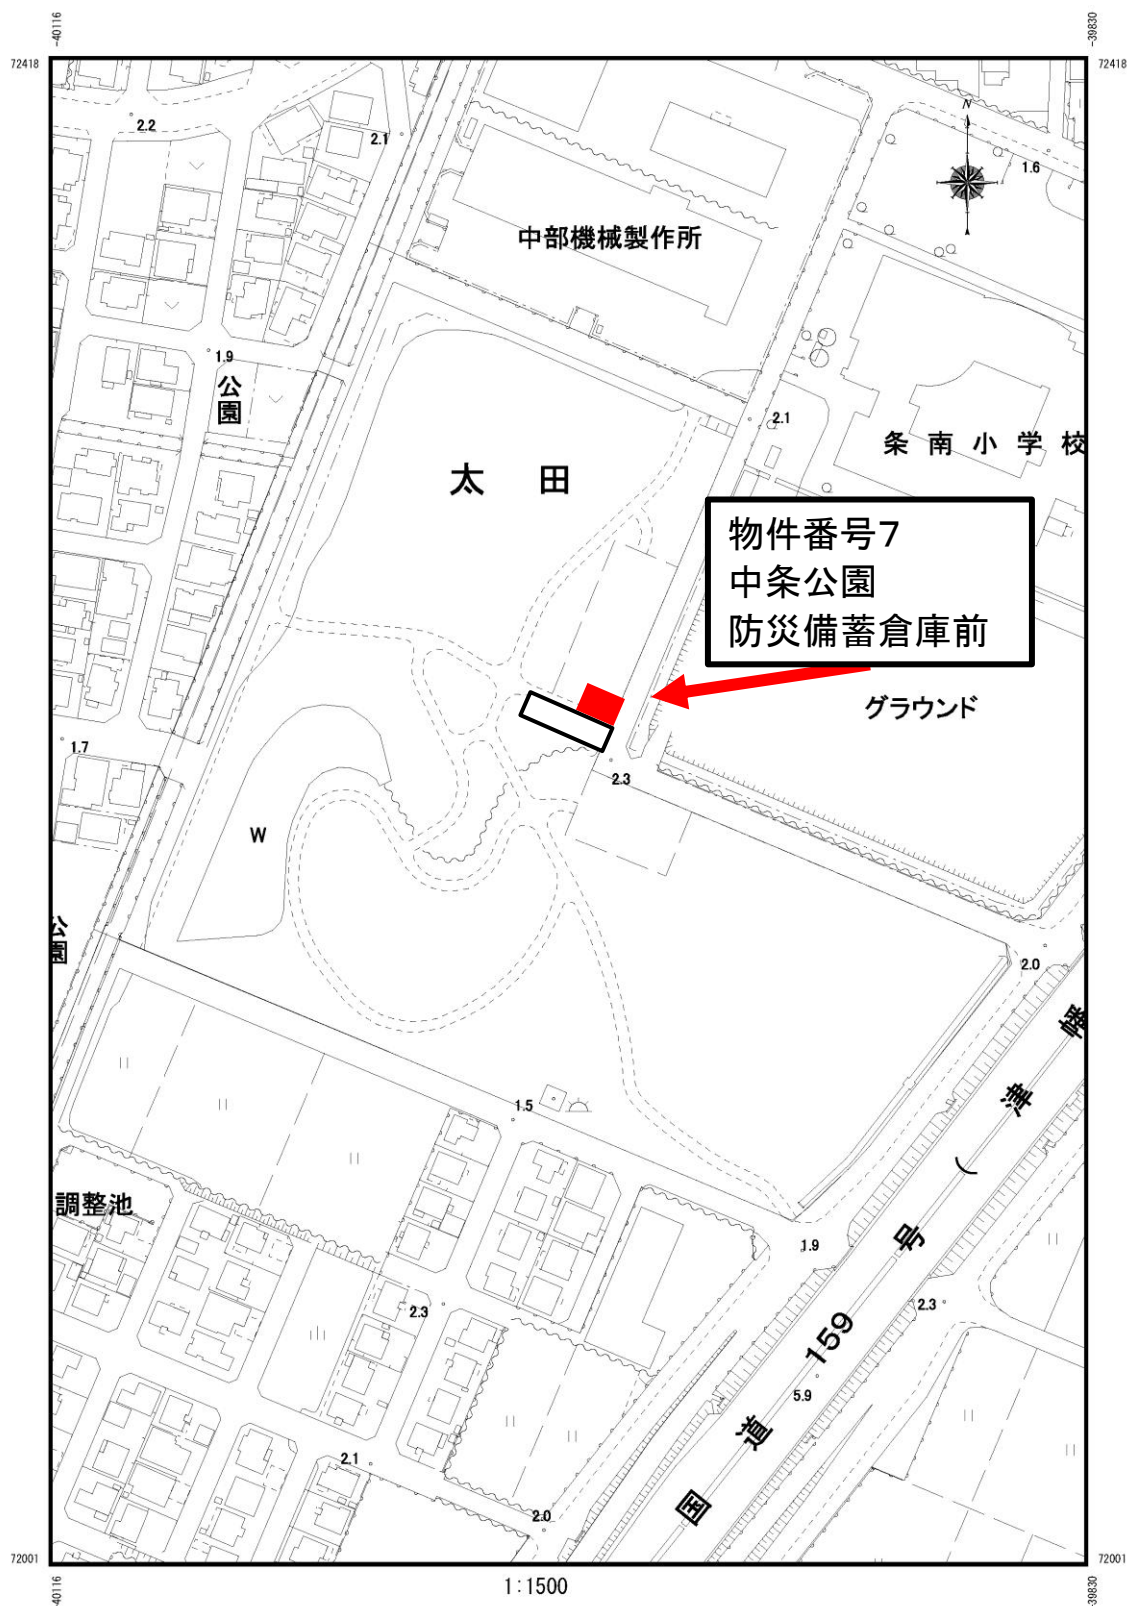 -40116
-39830
72418
72418
N
2.2
2.1
1.6
中部機械製作所
1.9
公園
2.1
条南小学校
太田
物件番号7
中条公園
防災備蓄倉庫前
グラウンド
1.7
2.3
W
公園
2.0
1.5
調整池
1.9
2.3
2.3
5.9
2.1
2.0
国道159号(津幡
72001
72001
-40116
-39830
1:1500